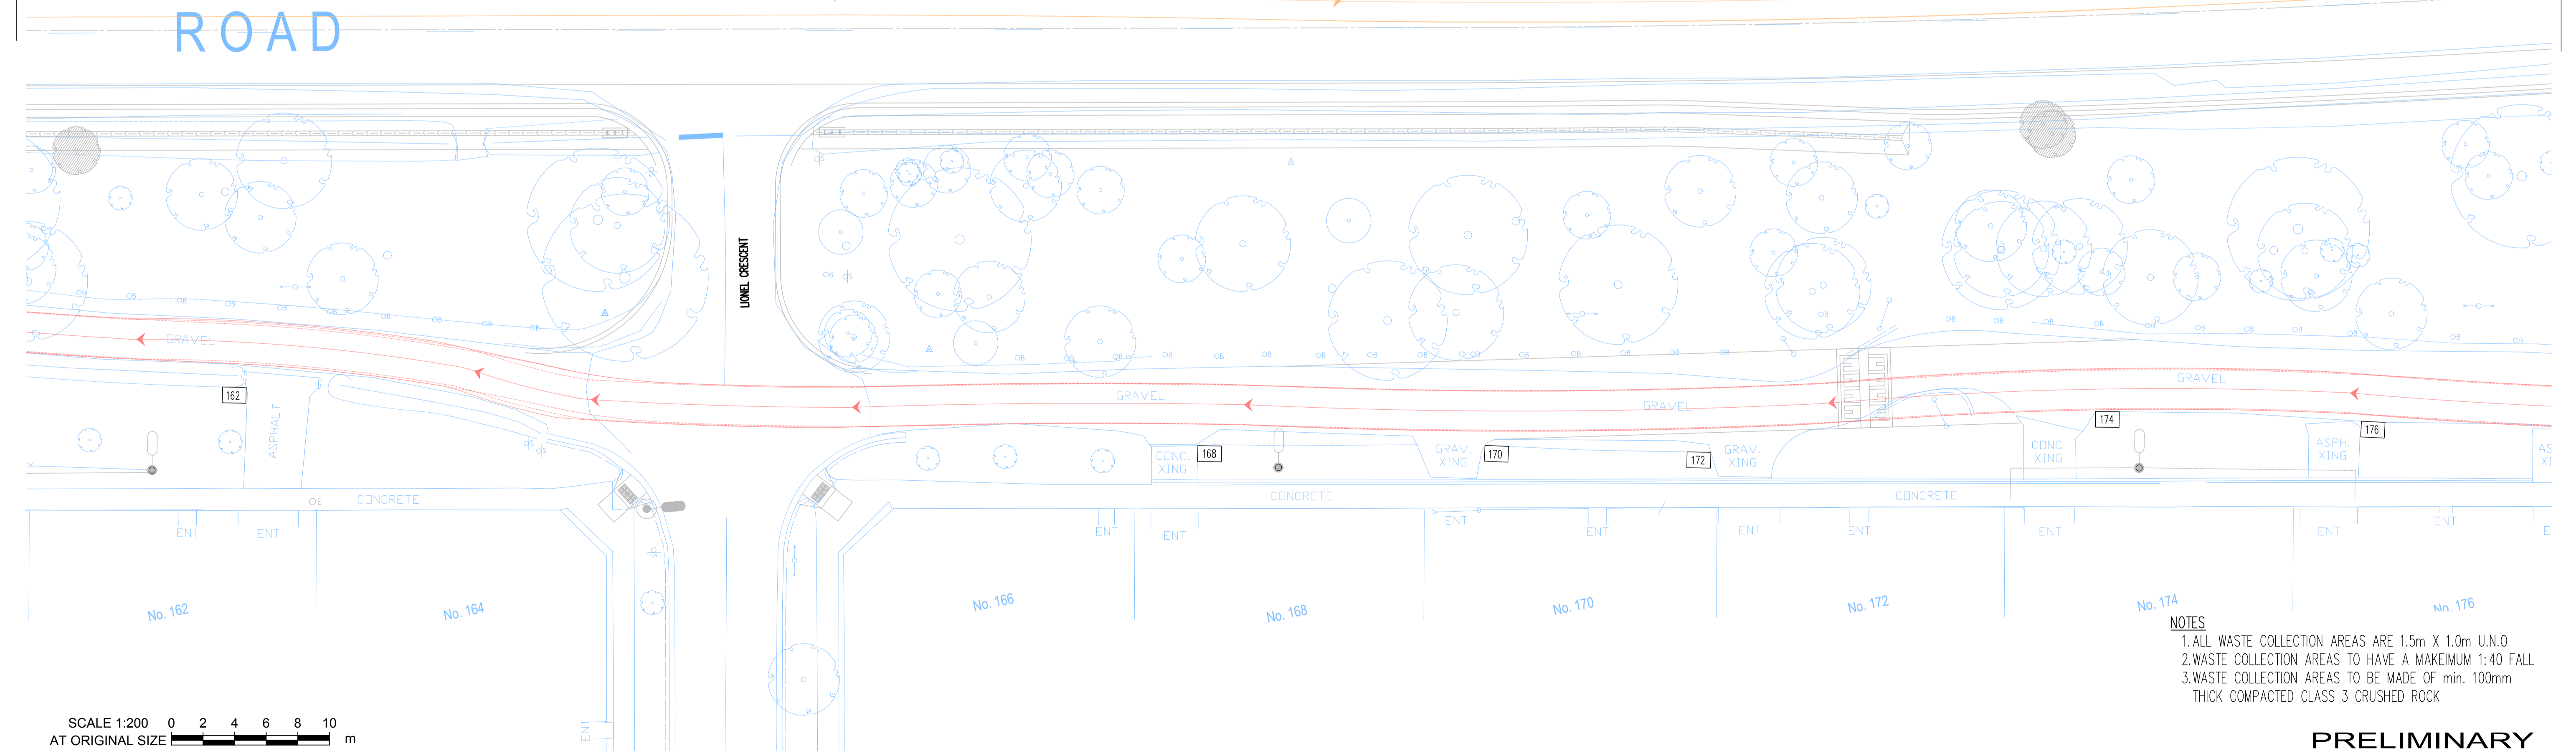 ROAD
LIONEL CRESCENT
GRAVEL
GRAVEL
GRAVEL
GRAVEL
162
ASPHALT
168
170
172
174
176
CONC.
XING
GRAV.
XING
GRAV.
XING
CONC.
XING
ASPH.
XING
AS
XI
CONCRETE
CONCRETE
CONCRETE
ENT
ENT
ENT
ENT
ENT
ENT
ENT
ENT
ENT
ENT
ENT
E
ENT
No. 162
No. 164
No. 166
No. 168
No. 170
No. 172
No. 174
No. 176
NOTES
1. ALL WASTE COLLECTION AREAS ARE 1.5m X 1.0m U.N.O
2. WASTE COLLECTION AREAS TO HAVE A MAKEIMUM 1:40 FALL
3. WASTE COLLECTION AREAS TO BE MADE OF min. 100mm
THICK COMPACTED CLASS 3 CRUSHED ROCK
SCALE 1:200 0 2 4 6 8 10
AT ORIGINAL SIZE m
PRELIMINARY